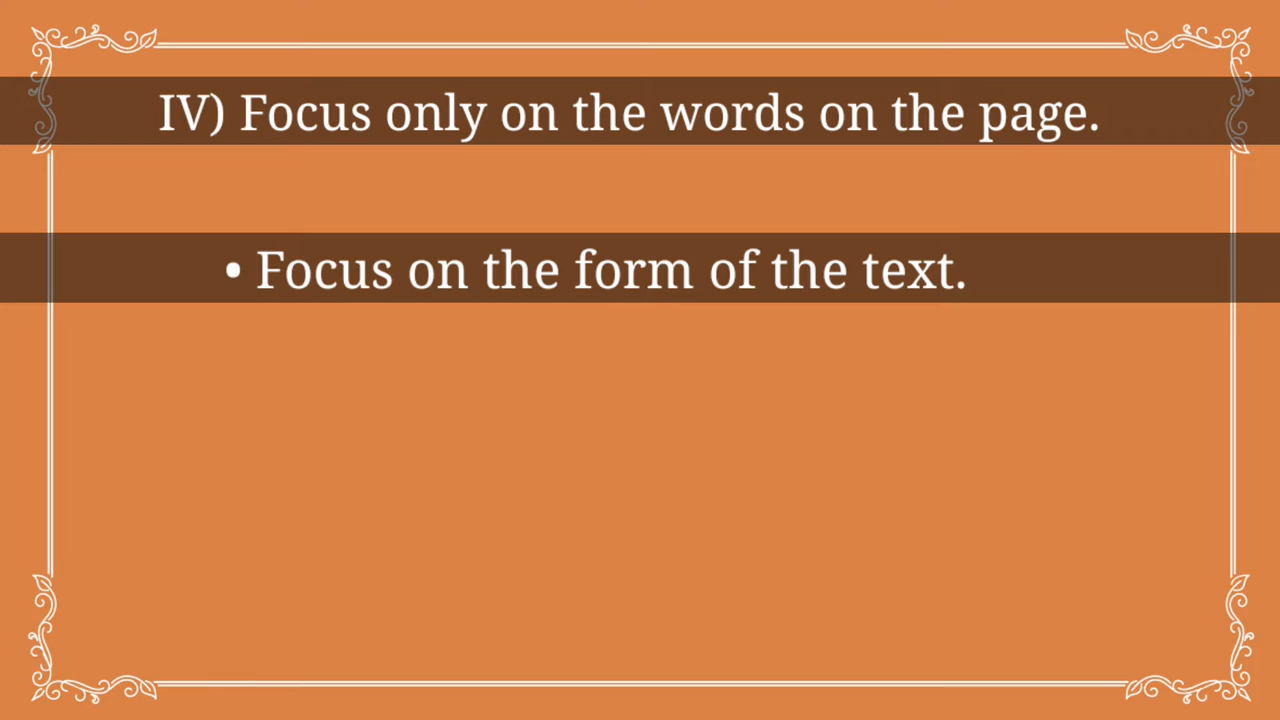 IV) Focus only on the words on the page.
• Focus on the form of the text.